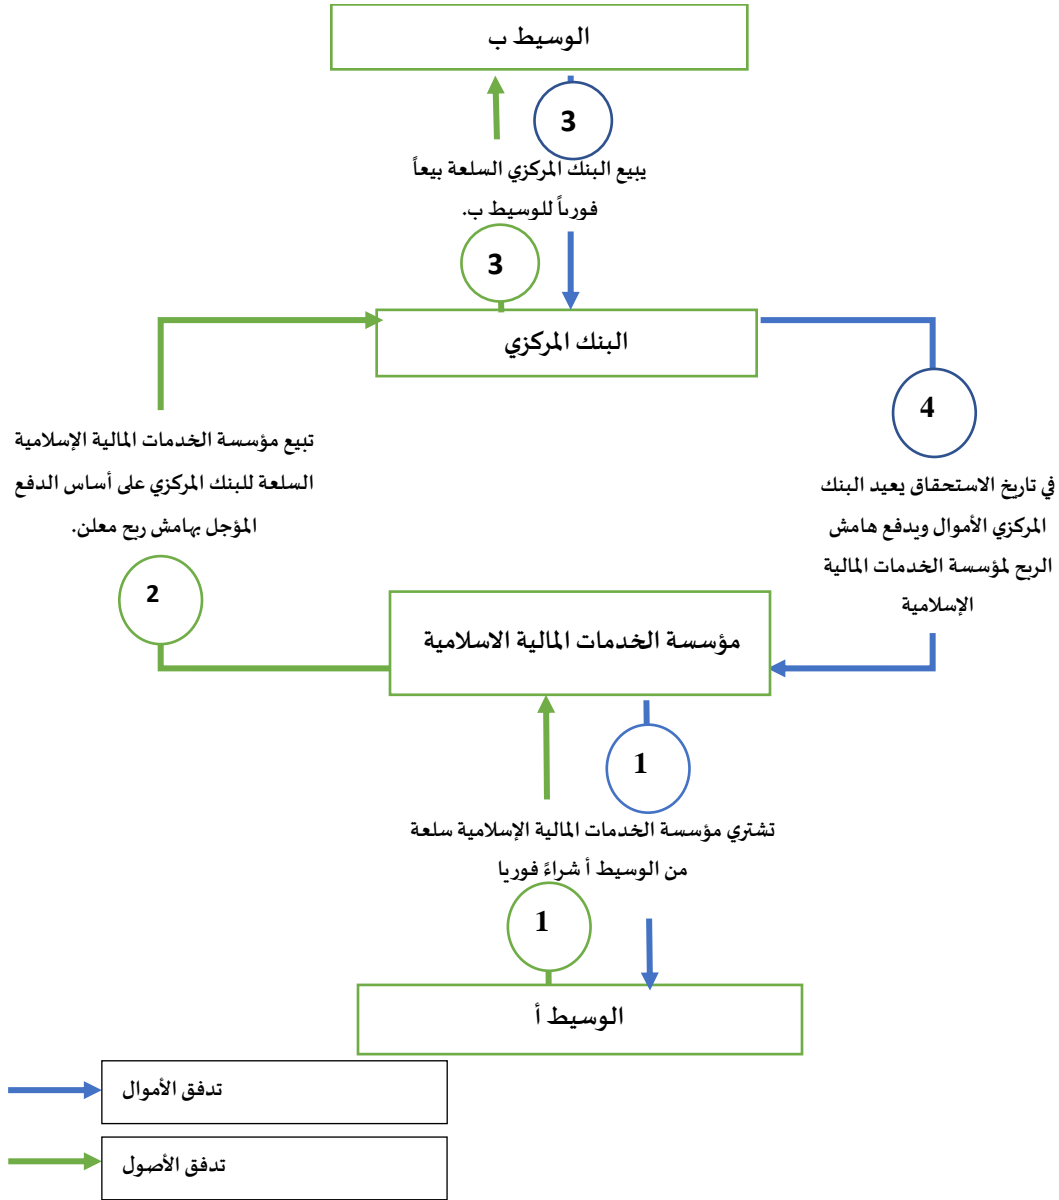 الوسيط ب
3
يبيع البنك المركزي السلعة بيعاً
فورياً للوسيط ب.
3
البنك المركزي
4
تبيع مؤسسة الخدمات المالية الإسلامية
السلعة للبنك المركزي على أساس الدفع
المؤجل بهامش ربح معلن.
في تاريخ الاستحقاق يعيد البنك
المركزي الأموال ويدفع هامش
الربح لمؤسسة الخدمات المالية
الإسلامية
2
مؤسسة الخدمات المالية الاسلامية
1
تشتري مؤسسة الخدمات المالية الإسلامية سلعة
من الوسيط أ شراءً فوريا
1
الوسيط أ
تدفق الأموال
تدفق الأصول